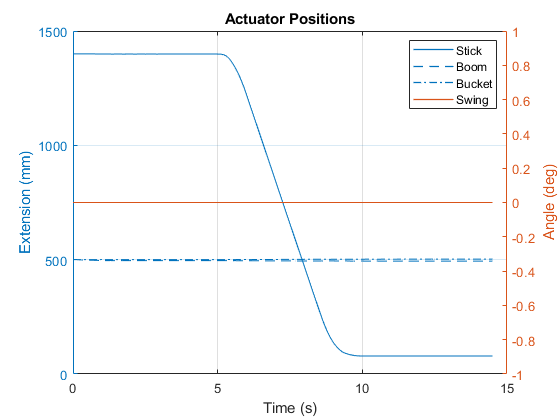 Actuator Positions
Extension (mm)
1500
1000
500
0
Stick
Boom
Bucket
Swing
1
0.8
0.6
0.4
0.2
0
-0.2
-0.4
-0.6
-0.8
-1
Angle (deg)
0 5 10 15
Time (s)